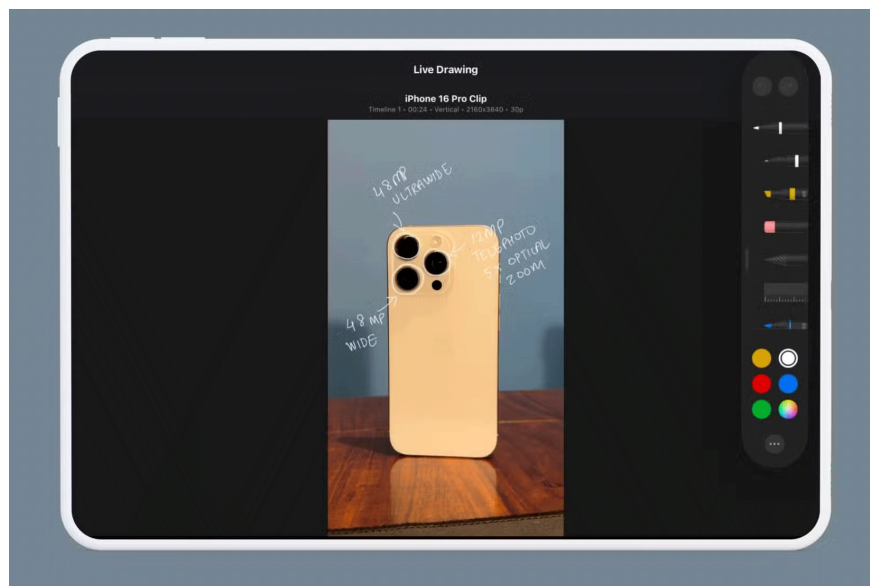 Live Drawing
iPhone 16 Pro Clip
Timeline 1 • 00:24 • Vertical • 2160x3840 • 30p
48MP
ULTRAWIDE
12MP
TELEPHOTO
5X OPTICAL
ZOOM
48 MP
WIDE